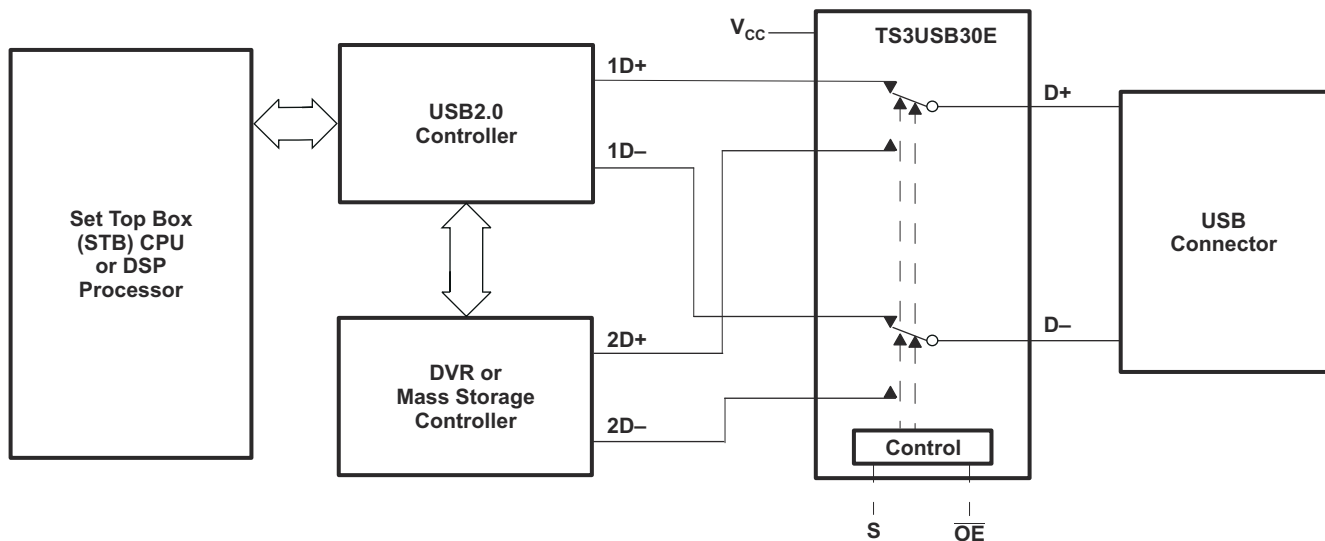 V_CC
TS3USB30E
1D+
D+
USB2.0
Controller
1D–
Set Top Box
(STB) CPU
or DSP
Processor
USB
Connector
D–
2D+
DVR or
Mass Storage
Controller
2D–
Control
S
O̅E̅